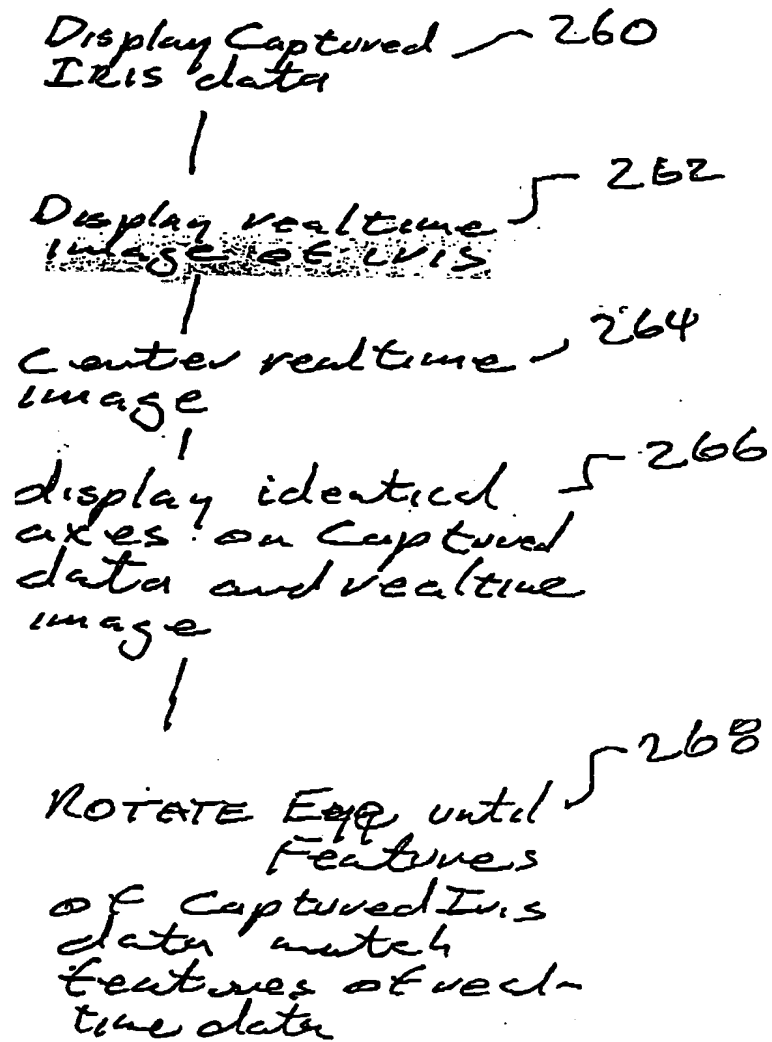 Display Captured 260
IRIS data
Display realtime 262
image of iris
Center realtime 264
image
display identical 266
axes on Captured
data and realtime
image
ROTATE Eye until 268
Features
of Captured Iris
data match
features of real-
time data